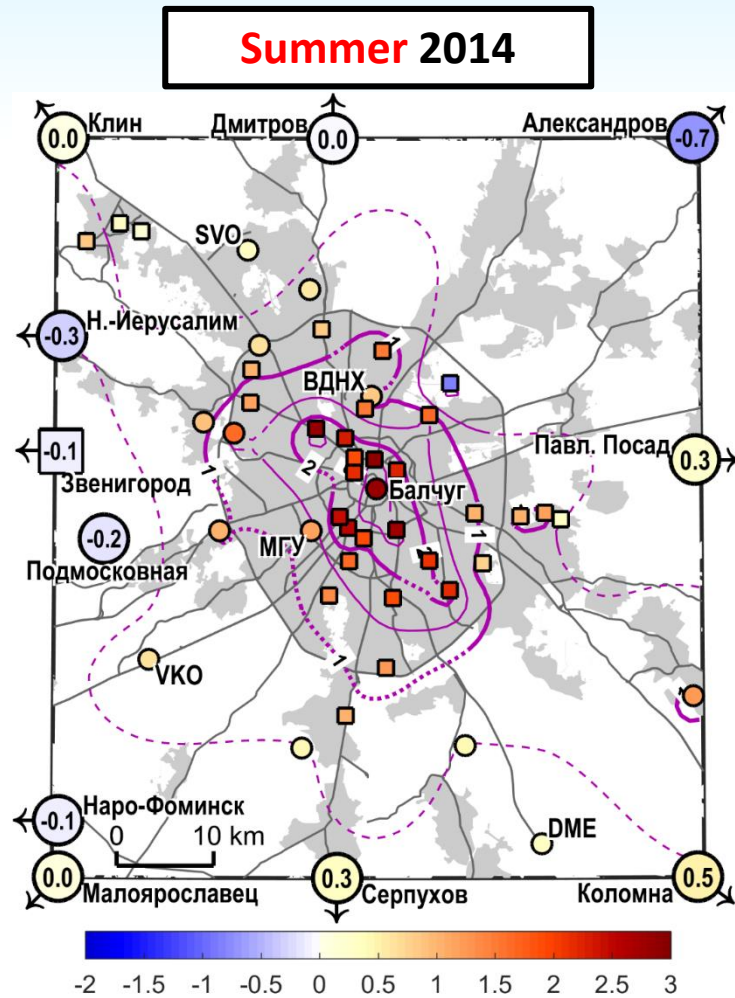 Summer 2014
Клин
Дмитров
Александров
0.0
0.0
-0.7
SVO
Н.-Иерусалим
-0.3
1
ВДНХ
-0.1
Павл. Посад
0.3
1
2
Балчуг
Звенигород
1
-0.2
МГУ
2
Подмосковная
1
VKO
1
Наро-Фоминск
-0.1
0
10 km
DME
0.0
0.3
0.5
Малоярославец
Серпухов
Коломна
-2 -1.5 -1 -0.5 0 0.5 1 1.5 2 2.5 3